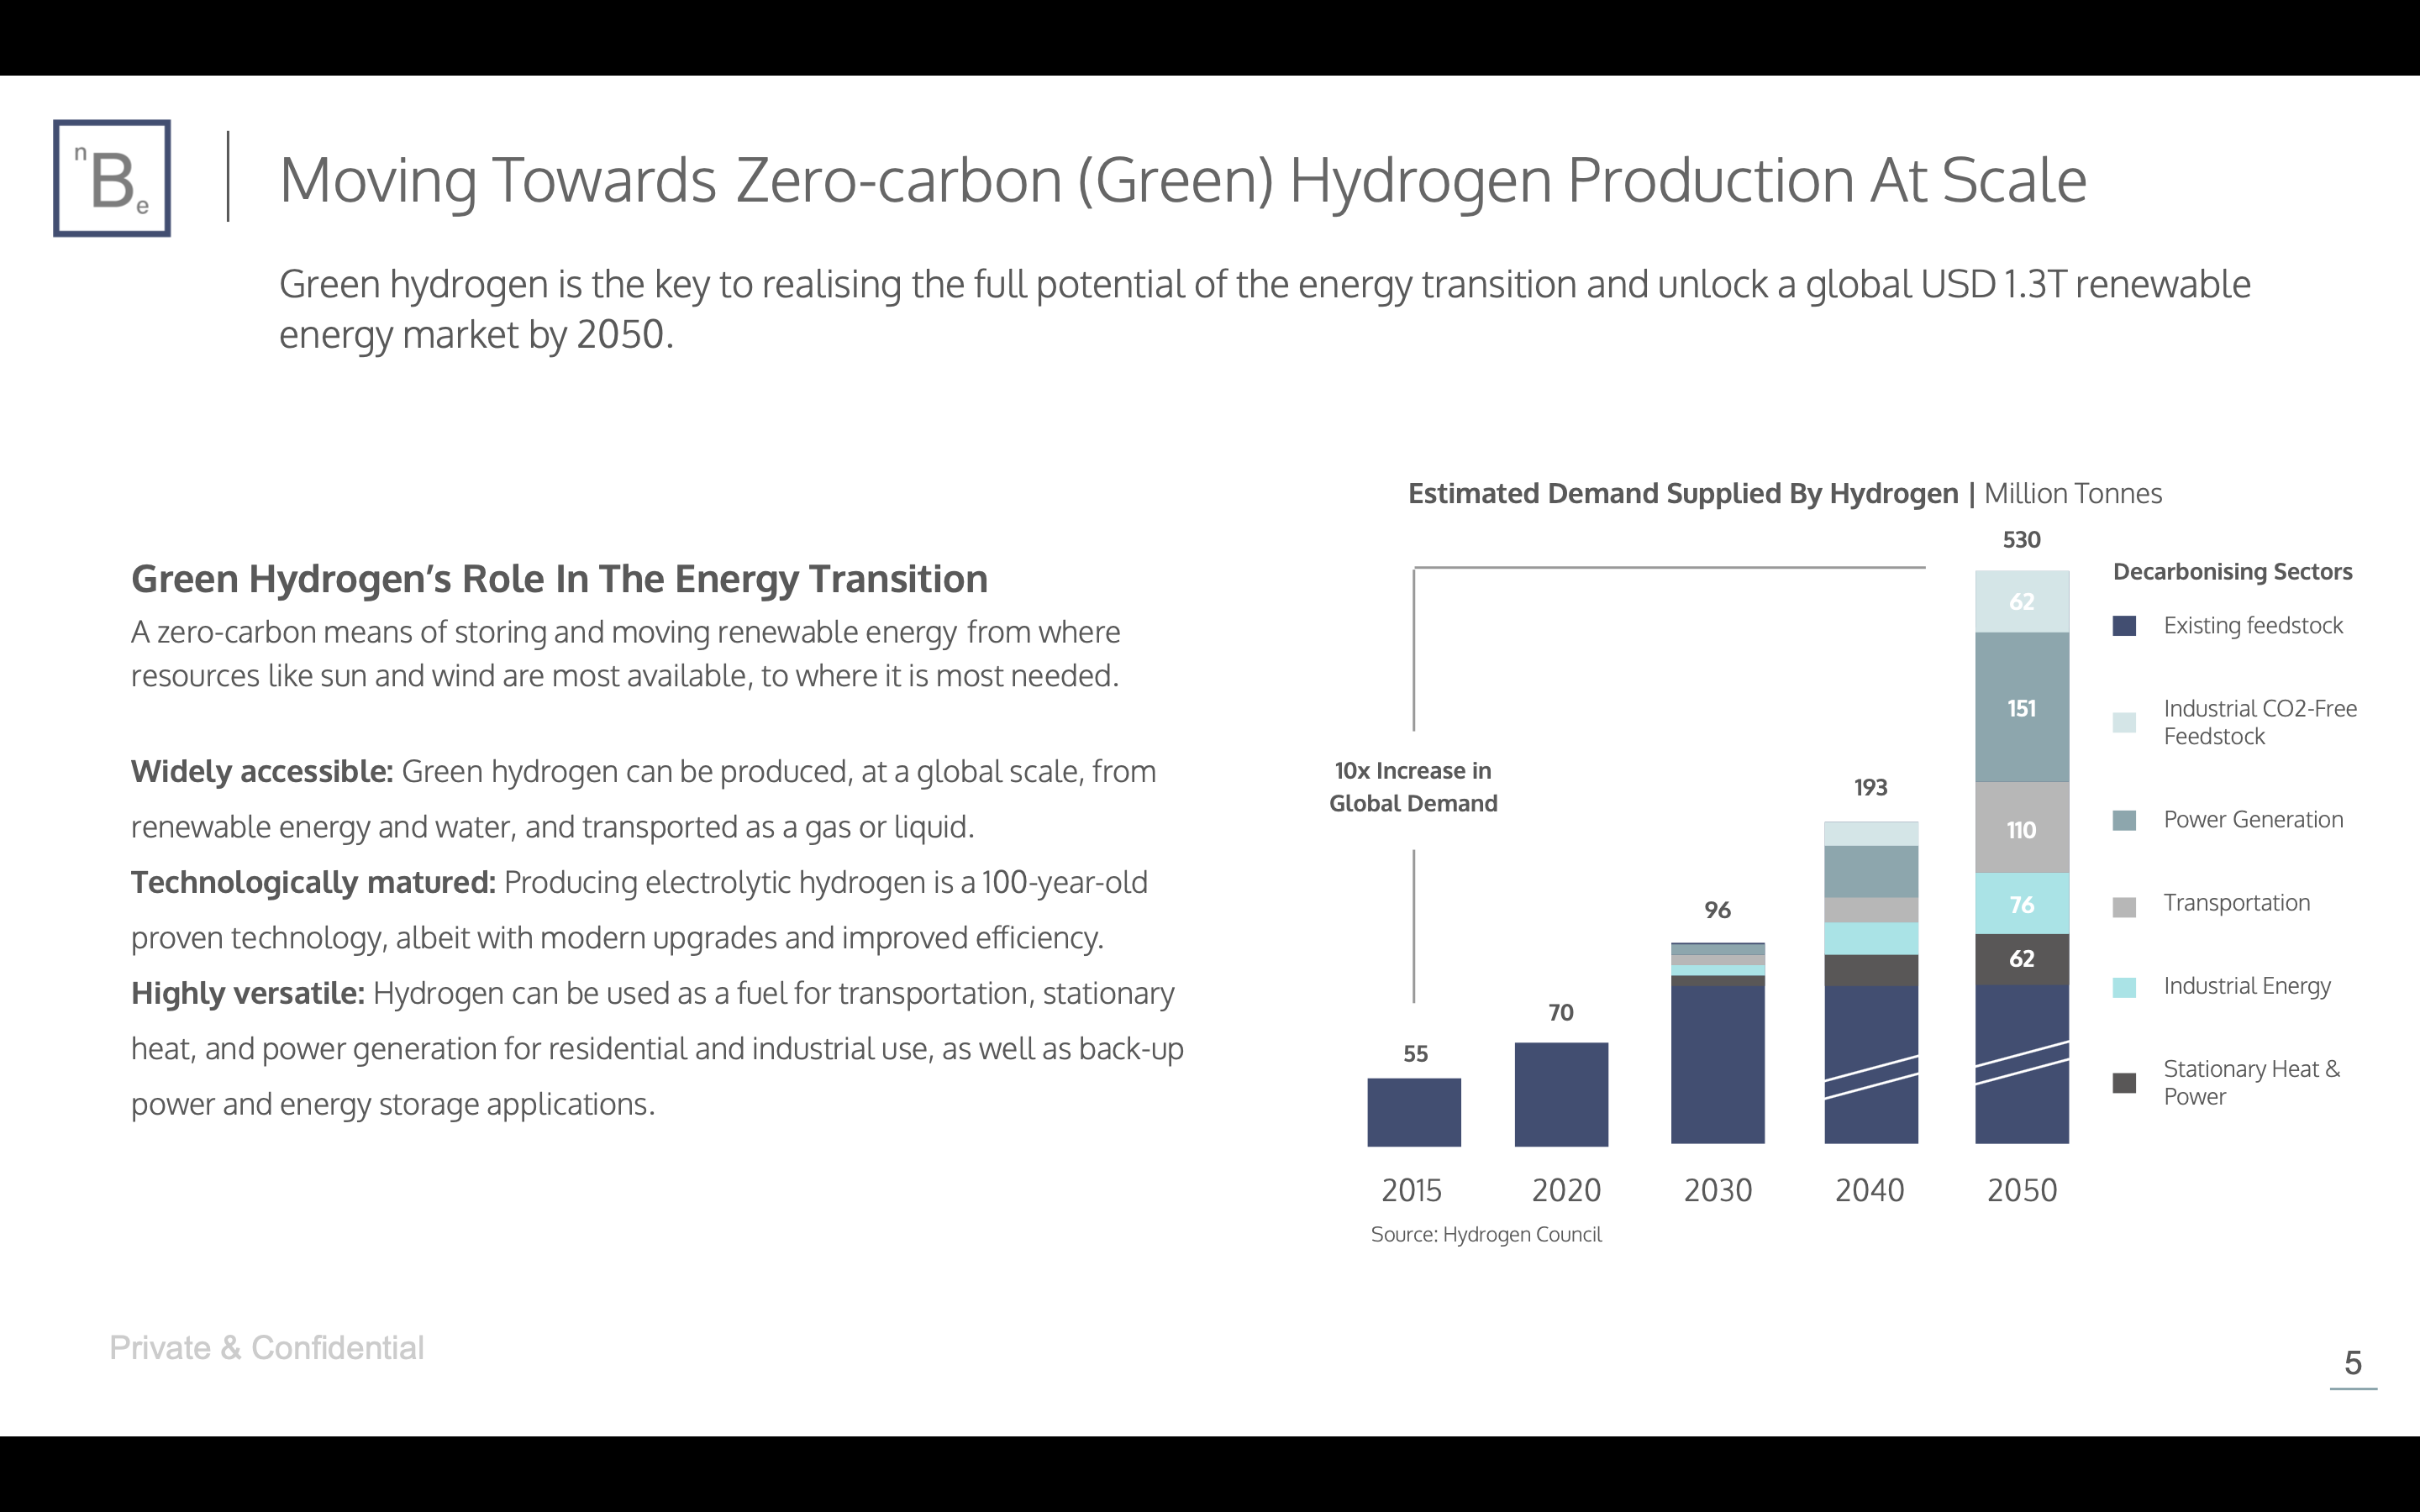 n
B
e
Moving Towards Zero-carbon (Green) Hydrogen Production At Scale
Green hydrogen is the key to realising the full potential of the energy transition and unlock a global USD 1.3T renewable
energy market by 2050.
Green Hydrogen’s Role In The Energy Transition
A zero-carbon means of storing and moving renewable energy from where
resources like sun and wind are most available, to where it is most needed.
Widely accessible: Green hydrogen can be produced, at a global scale, from
renewable energy and water, and transported as a gas or liquid.
Technologically matured: Producing electrolytic hydrogen is a 100-year-old
proven technology, albeit with modern upgrades and improved efficiency.
Highly versatile: Hydrogen can be used as a fuel for transportation, stationary
heat, and power generation for residential and industrial use, as well as back-up
power and energy storage applications.
Estimated Demand Supplied By Hydrogen | Million Tonnes
10x Increase in
Global Demand
55
70
96
193
530
62
151
110
76
62
2015
2020
2030
2040
2050
Source: Hydrogen Council
Decarbonising Sectors
Existing feedstock
Industrial CO2-Free
Feedstock
Power Generation
Transportation
Industrial Energy
Stationary Heat &
Power
Private & Confidential
5